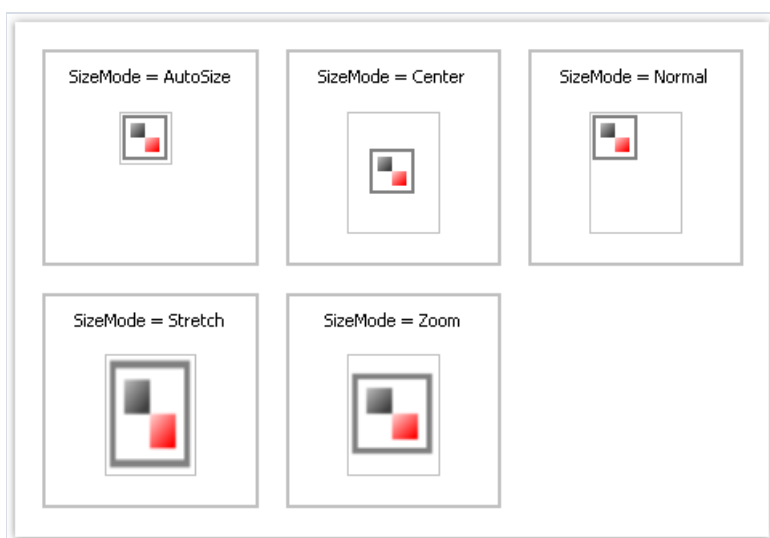 SizeMode = AutoSize
SizeMode = Center
SizeMode = Normal
SizeMode = Stretch
SizeMode = Zoom